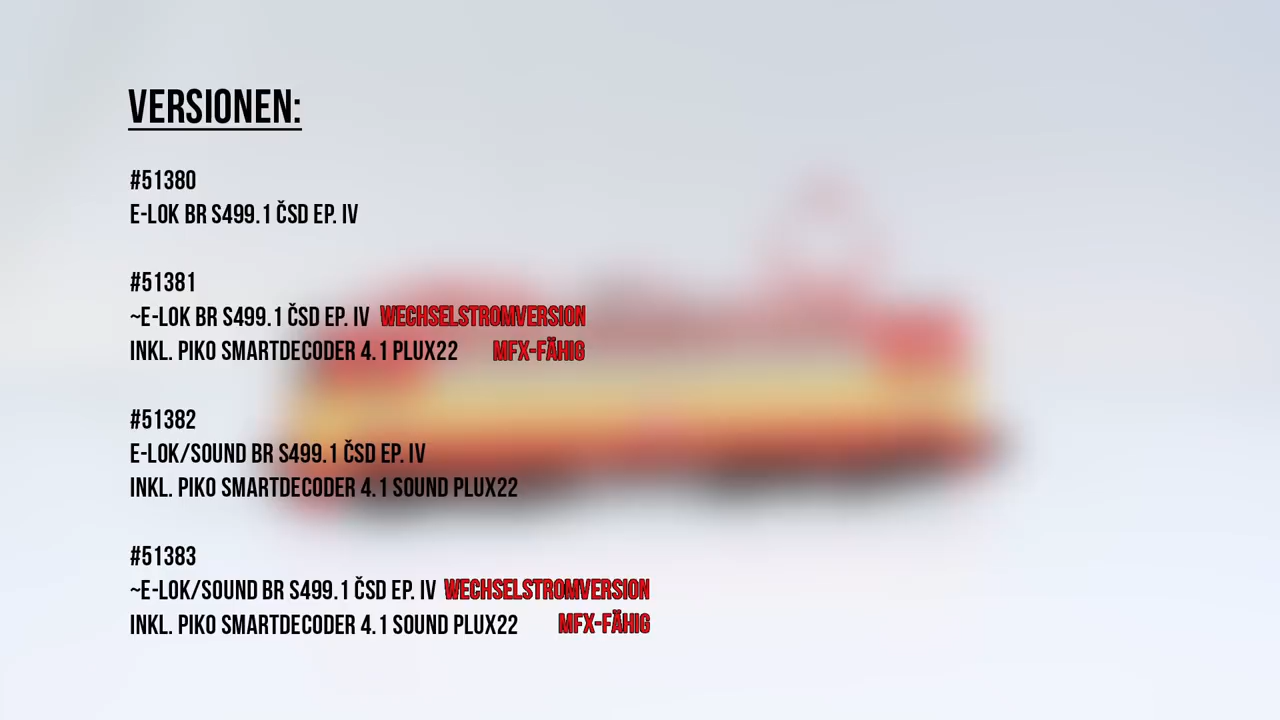 VERSIONEN:
#51380
E-LOK BR S499.1 ČSD EP. IV
#51381
~E-LOK BR S499.1 ČSD EP. IV WECHSELSTROMVERSION
INKL. PIKO SMARTDECODER 4.1 PLUX22 MFX-FÄHIG
#51382
E-LOK/SOUND BR S499.1 ČSD EP. IV
INKL. PIKO SMARTDECODER 4.1 SOUND PLUX22
#51383
~E-LOK/SOUND BR S499.1 ČSD EP. IV WECHSELSTROMVERSION
INKL. PIKO SMARTDECODER 4.1 SOUND PLUX22 MFX-FÄHIG